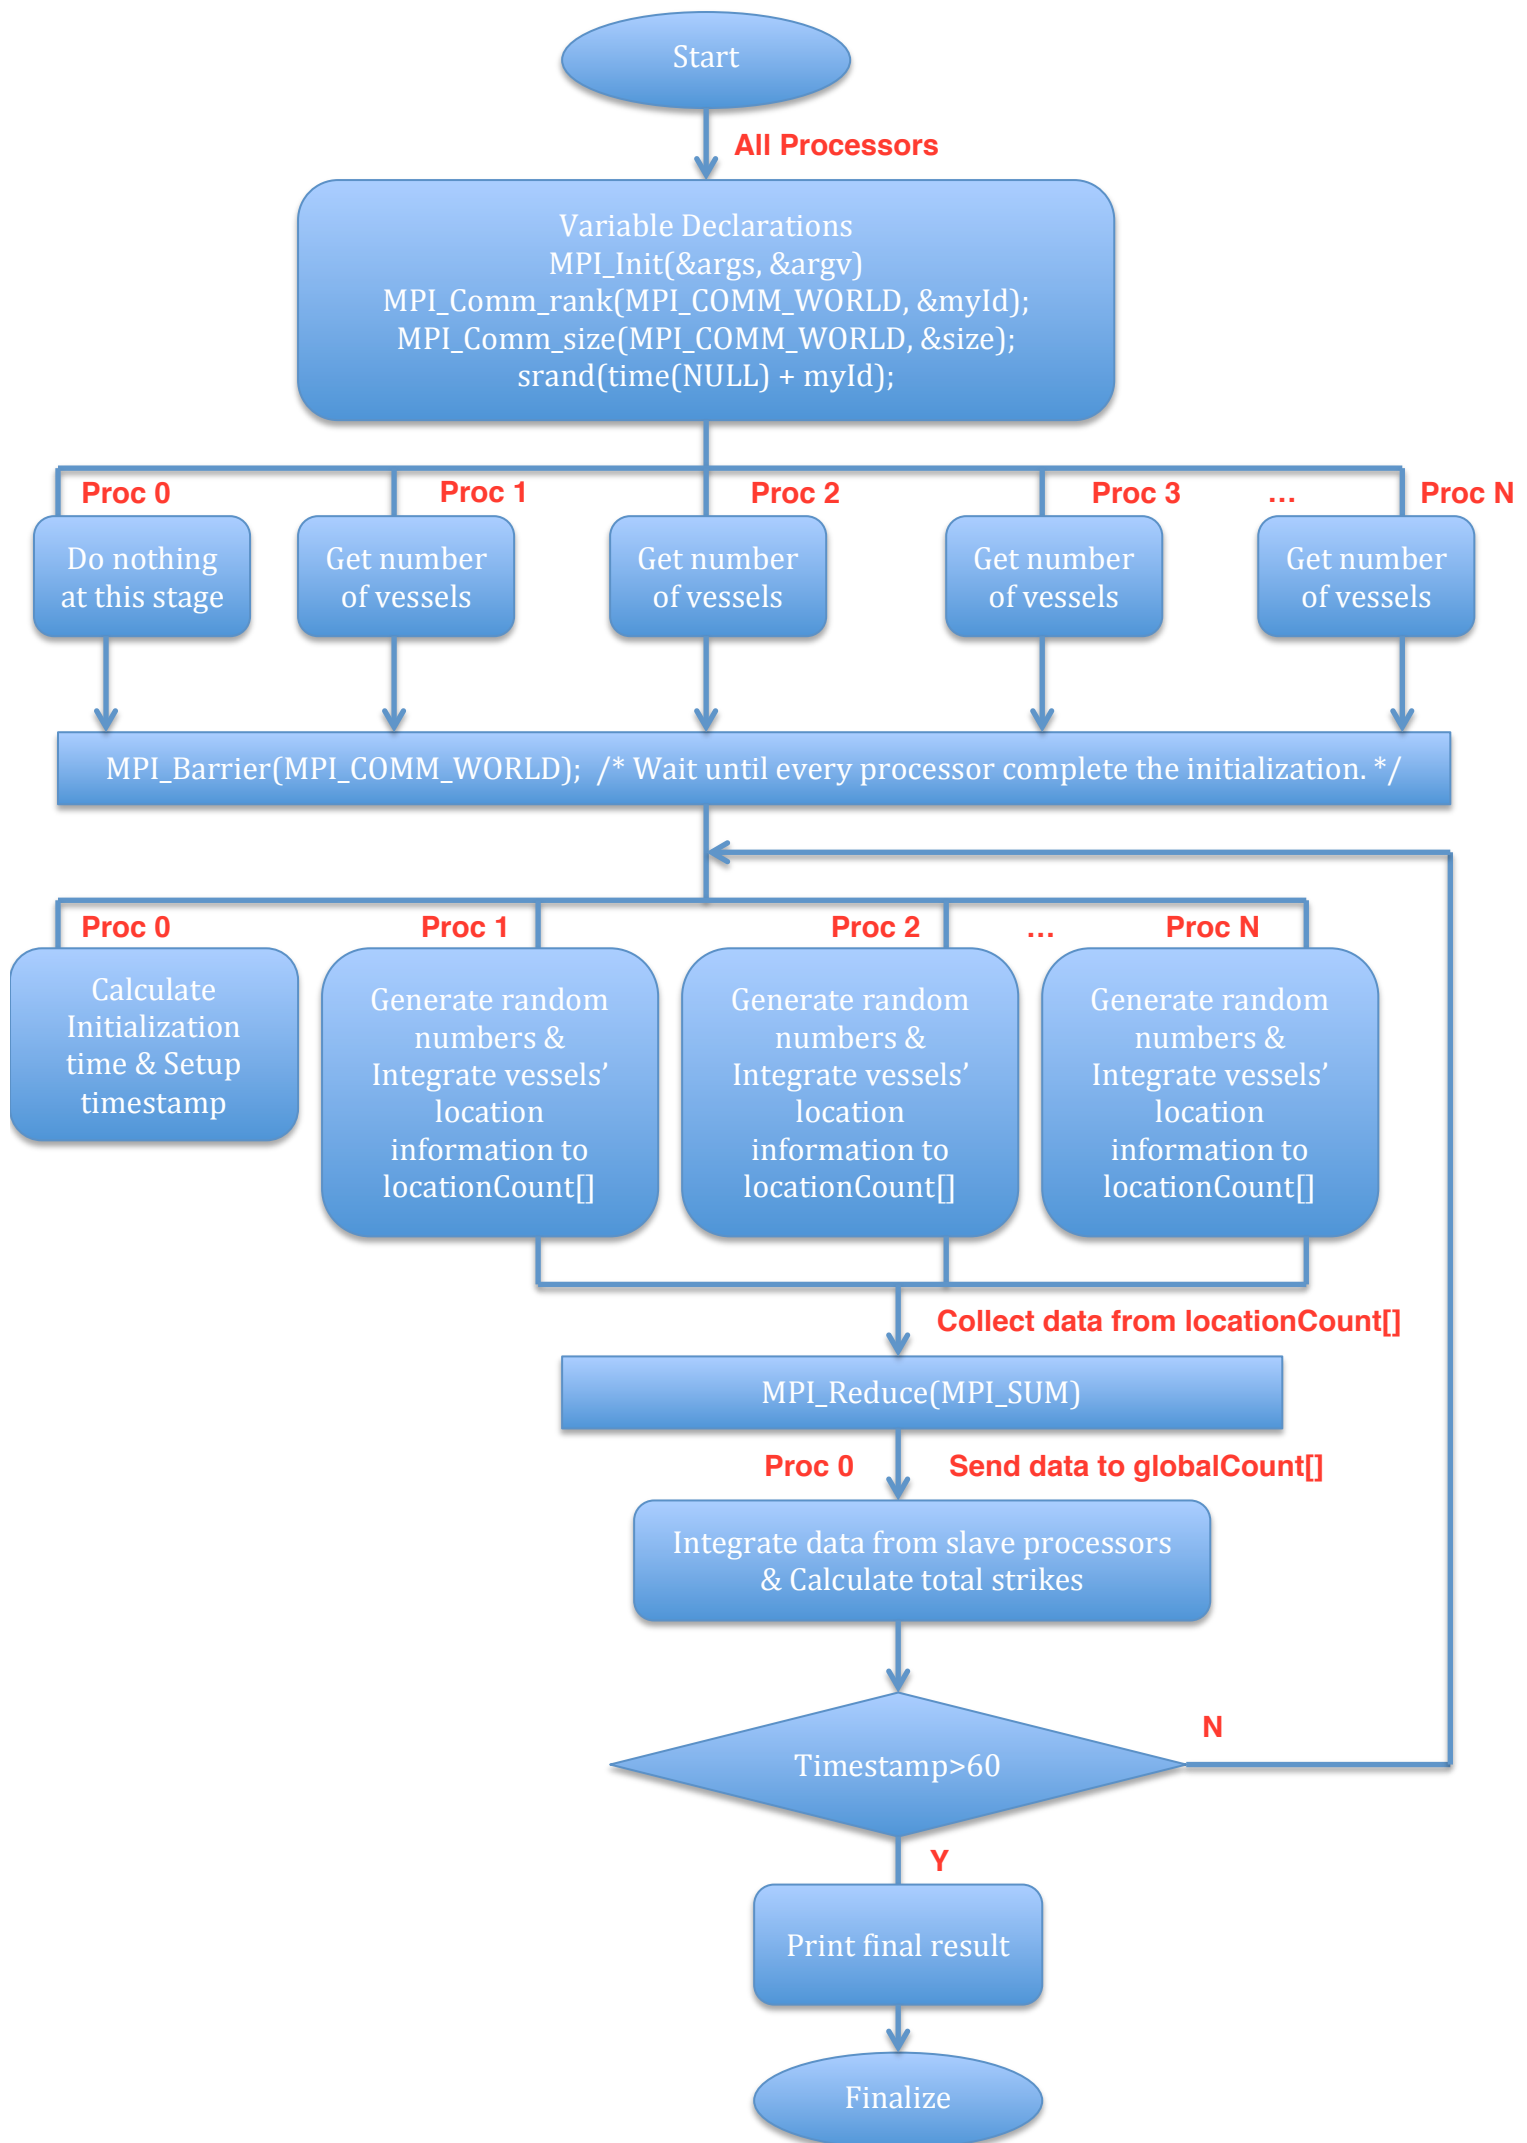 Start
All Processors
Variable Declarations
MPI_Init(&args, &argv)
MPI_Comm_rank(MPI_COMM_WORLD, &myId);
MPI_Comm_size(MPI_COMM_WORLD, &size);
srand(time(NULL) + myId);
Proc 0
Proc 1
Proc 2
Proc 3
...
Proc N
Do nothing
at this stage
Get number
of vessels
Get number
of vessels
Get number
of vessels
Get number
of vessels
MPI_Barrier(MPI_COMM_WORLD);  /* Wait until every processor complete the initialization. */
Proc 0
Proc 1
Proc 2
...
Proc N
Calculate
Initialization
time & Setup
timestamp
Generate random
numbers &
Integrate vessels’
location
information to
locationCount[]
Generate random
numbers &
Integrate vessels’
location
information to
locationCount[]
Generate random
numbers &
Integrate vessels’
location
information to
locationCount[]
Collect data from locationCount[]
MPI_Reduce(MPI_SUM)
Proc 0
Send data to globalCount[]
Integrate data from slave processors
& Calculate total strikes
Timestamp>60
N
Y
Print final result
Finalize